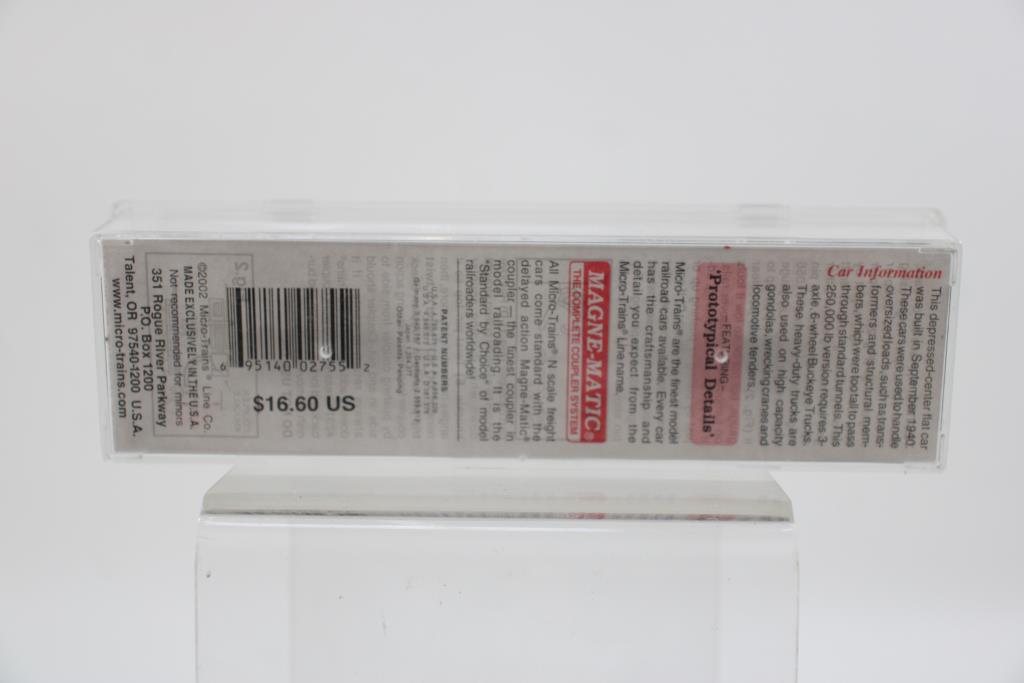 Car Information
This depressed-center flat car
was built in September 1940.
These cars were used to handle
oversized loads, such as trans-
formers and structural mem-
bers, which were too tall to pass
through standard tunnels. This
250,000 lb version requires 3-
axle 6-wheel Buckeye Trucks.
These heavy-duty trucks are
also used on high capacity
gondolas, wrecking cranes and
locomotive tenders.
—FEATURING—
'Prototypical Details'
Micro-Trains® are the finest model
railroad cars available. Every car
has the craftsmanship and
detail you expect from the
Micro-Trains® Line name.
MAGNE-MATIC®
THE COMPLETE COUPLER SYSTEM
All Micro-Trains® N scale freight
cars come standard with the
delayed action Magne-Matic®
coupler — the finest coupler in
model railroading. It is the
"Standard by Choice" of model
railroaders worldwide!
PATENT NUMBERS
Other Patents Pending
$16.60 US
6 95140 02755 2
©2002 Micro-Trains® Line Co.
MADE EXCLUSIVELY IN THE U.S.A.
Not recommended for minors
351 Rogue River Parkway
P.O. Box 1200
Talent, OR 97540-1200 U.S.A.
www.micro-trains.com